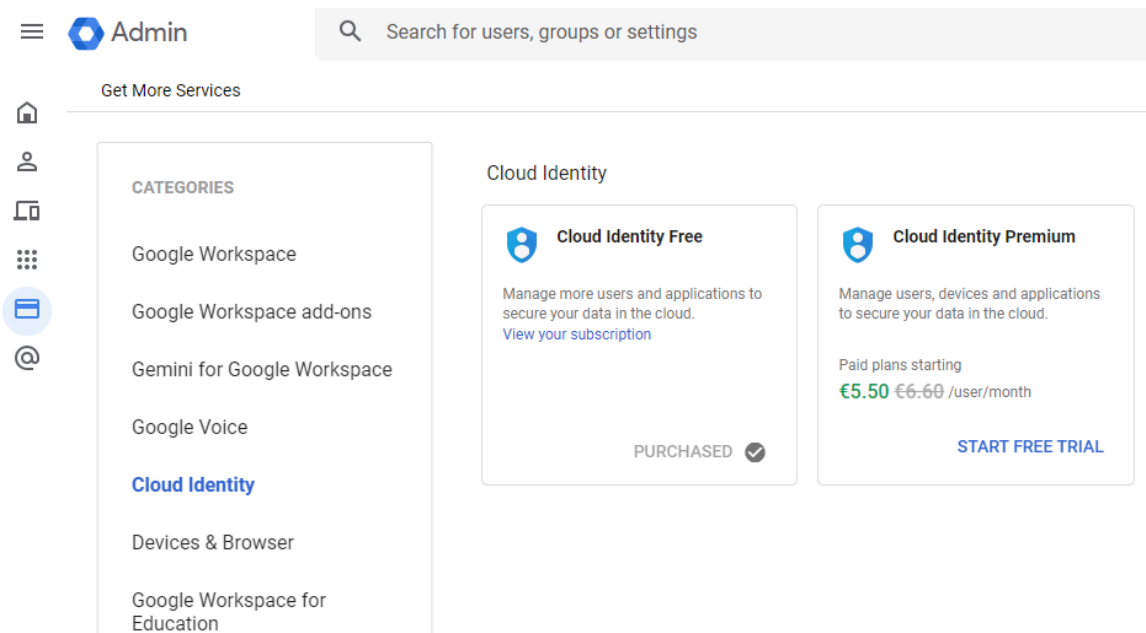 Admin
Search for users, groups or settings
Get More Services
CATEGORIES
Google Workspace
Google Workspace add-ons
Gemini for Google Workspace
Google Voice
Cloud Identity
Devices & Browser
Google Workspace for
Education
Cloud Identity
Cloud Identity Free
Manage more users and applications to
secure your data in the cloud.
View your subscription
PURCHASED
Cloud Identity Premium
Manage users, devices and applications
to secure your data in the cloud.
Paid plans starting
€5.50 €6.60 /user/month
START FREE TRIAL